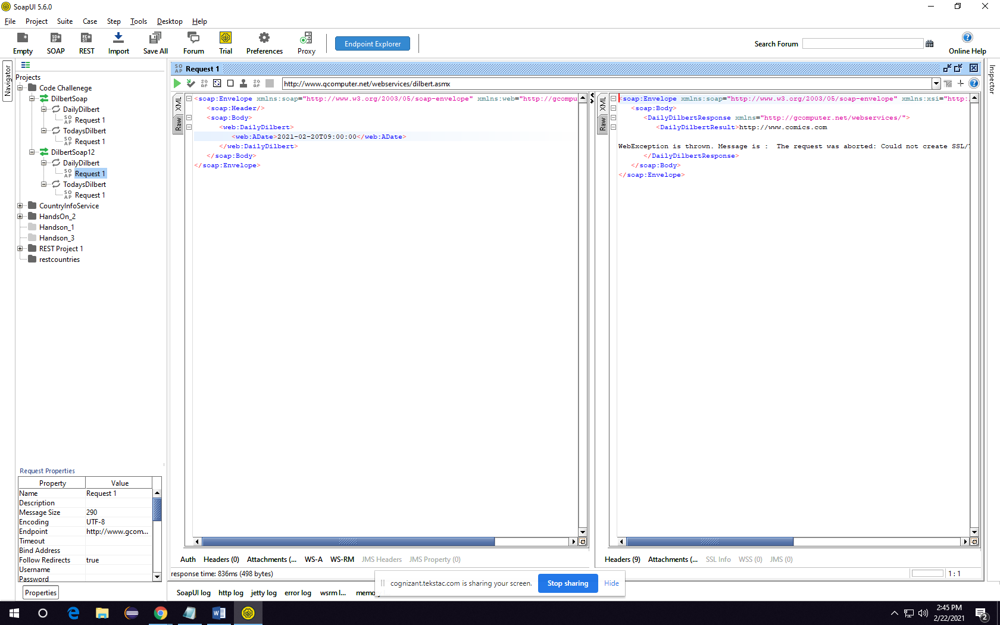 SoapUI 5.6.0
File Project Suite Case Step Tools Desktop Help
Empty SOAP REST Import Save All Forum Trial Preferences Proxy Endpoint Explorer Search Forum Online Help
Navigator
Projects
Code Challenege
DilbertSoap
DailyDilbert
Request 1
TodaysDilbert
Request 1
DilbertSoap12
DailyDilbert
Request 1
TodaysDilbert
Request 1
CountryInfoService
HandsOn_2
Handson_1
Handson_3
REST Project 1
restcountries
Request Properties
Property Value
Name Request 1
Description
Message Size 290
Encoding UTF-8
Endpoint http://www.gcom...
Timeout
Bind Address
Follow Redirects true
Username
Password
Properties
Request 1
http://www.gcomputer.net/webservices/dilbert.asmx
XML
Raw
<soap:Envelope xmlns:soap="http://www.w3.org/2003/05/soap-envelope" xmlns:web="http://gcompu
<soap:Header/>
<soap:Body>
<web:DailyDilbert>
<web:ADate>2021-02-20T09:00:00</web:ADate>
</web:DailyDilbert>
</soap:Body>
</soap:Envelope>
XML
Raw
<soap:Envelope xmlns:soap="http://www.w3.org/2003/05/soap-envelope" xmlns:xsi="http:
<soap:Body>
<DailyDilbertResponse xmlns="http://gcomputer.net/webservices/">
<DailyDilbertResult>http://www.comics.com
WebException is thrown. Message is :  The request was aborted: Could not create SSL/
</DailyDilbertResponse>
</soap:Body>
</soap:Envelope>
Inspector
Auth Headers (0) Attachments (... WS-A WS-RM JMS Headers JMS Property (0)
Headers (9) Attachments (... SSL Info WSS (0) JMS (0)
response time: 836ms (498 bytes)
1 : 1
cognizant.tekstac.com is sharing your screen. Stop sharing Hide
SoapUI log http log jetty log error log wsrm l... memory
2:45 PM
2/22/2021
2